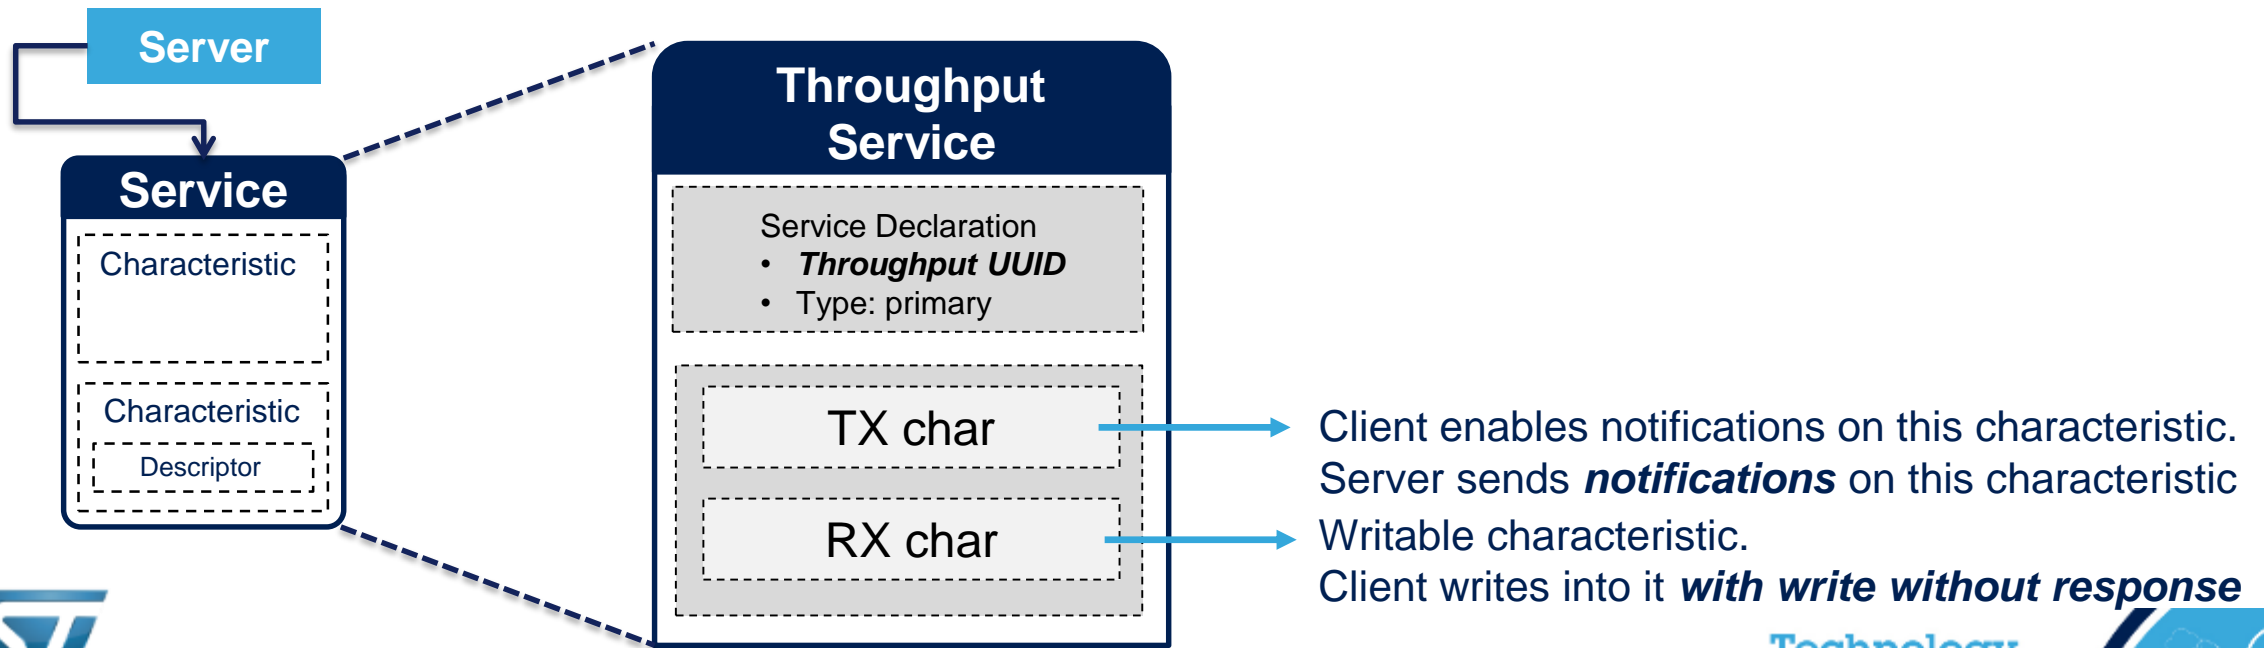 Server
Service
Characteristic
Characteristic
Descriptor
Throughput
Service
Service Declaration
• Throughput UUID
• Type: primary
TX char
RX char
Client enables notifications on this characteristic.
Server sends notifications on this characteristic
Writable characteristic.
Client writes into it with write without response
Technology